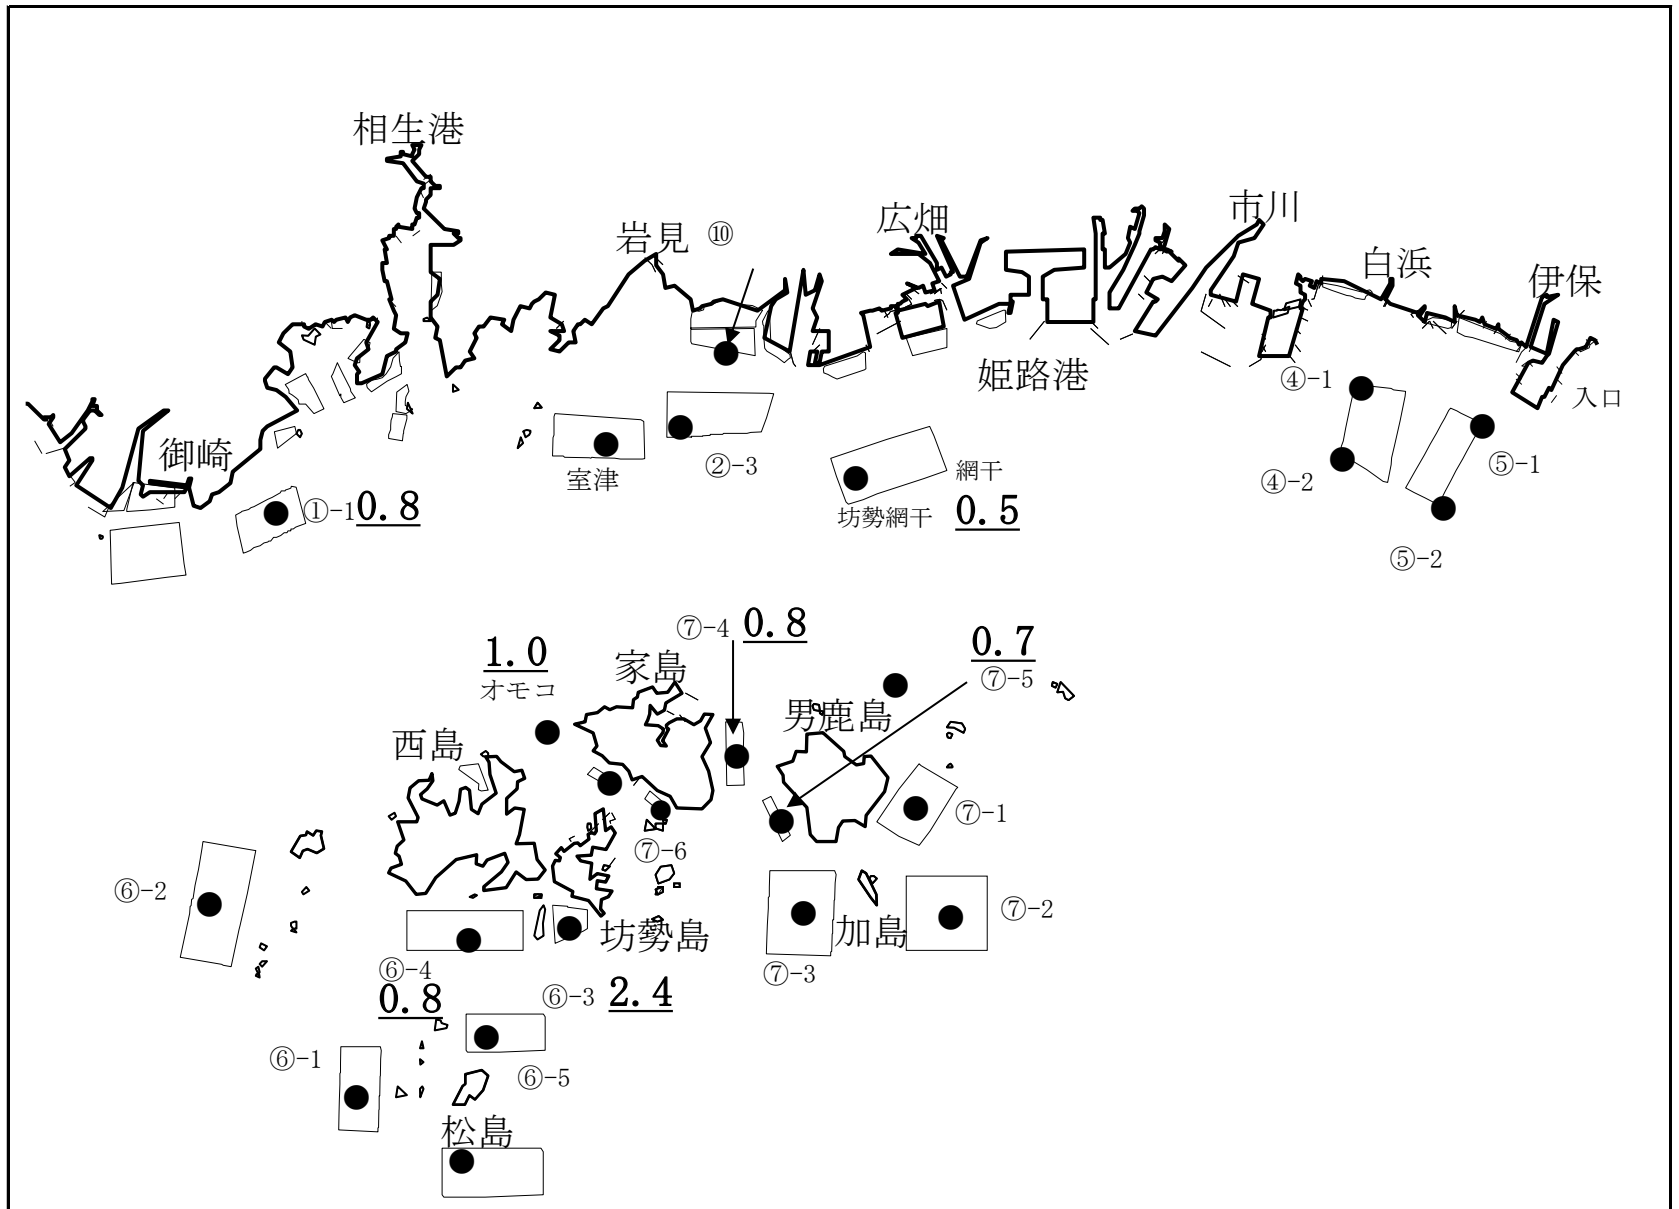 相生港
市川
広畑
岩見 ⑩
白浜
伊保
姫路港
④-1
入口
御崎
②-3
⑤-1
室津
網干
④-2
①-1 0.8
坊勢網干 0.5
⑤-2
⑦-4 0.8
0.7
1.0
家島
⑦-5
オモコ
男鹿島
西島
⑦-1
⑦-6
⑥-2
⑦-2
坊勢島
加島
⑥-4
⑦-3
0.8
⑥-3 2.4
⑥-1
⑥-5
松島